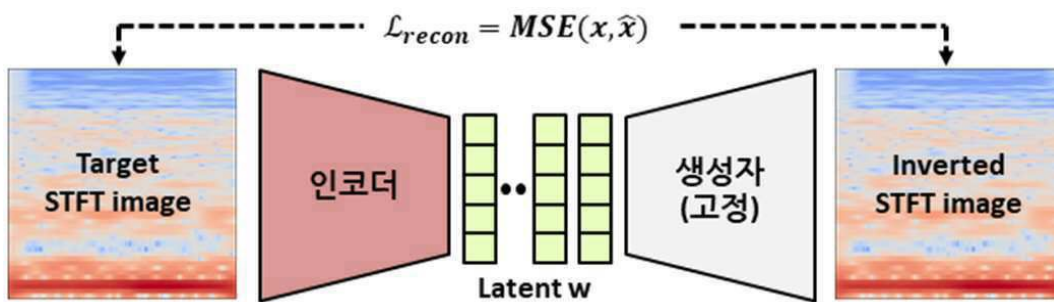 ℒ_recon = MSE(x, x̂)
Target
STFT image
인코더
Latent w
생성자
(고정)
Inverted
STFT image